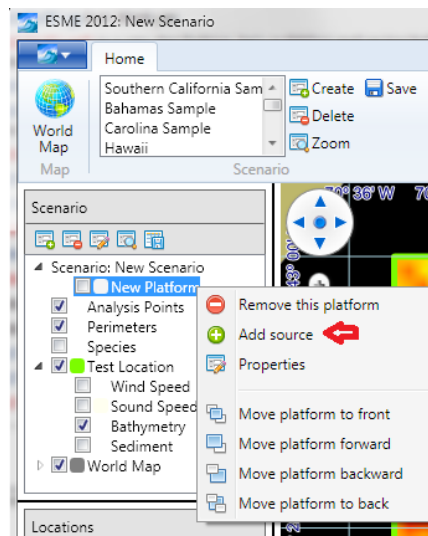 ESME 2012: New Scenario
Home
World
Map
Map
Southern California Sam
Bahamas Sample
Carolina Sample
Hawaii
Create
Save
Delete
Zoom
Scenario
Scenario
Scenario: New Scenario
New Platform
Analysis Points
Perimeters
Species
Test Location
Wind Speed
Sound Speed
Bathymetry
Sediment
World Map
Remove this platform
Add source
Properties
Move platform to front
Move platform forward
Move platform backward
Move platform to back
Locations
36' W